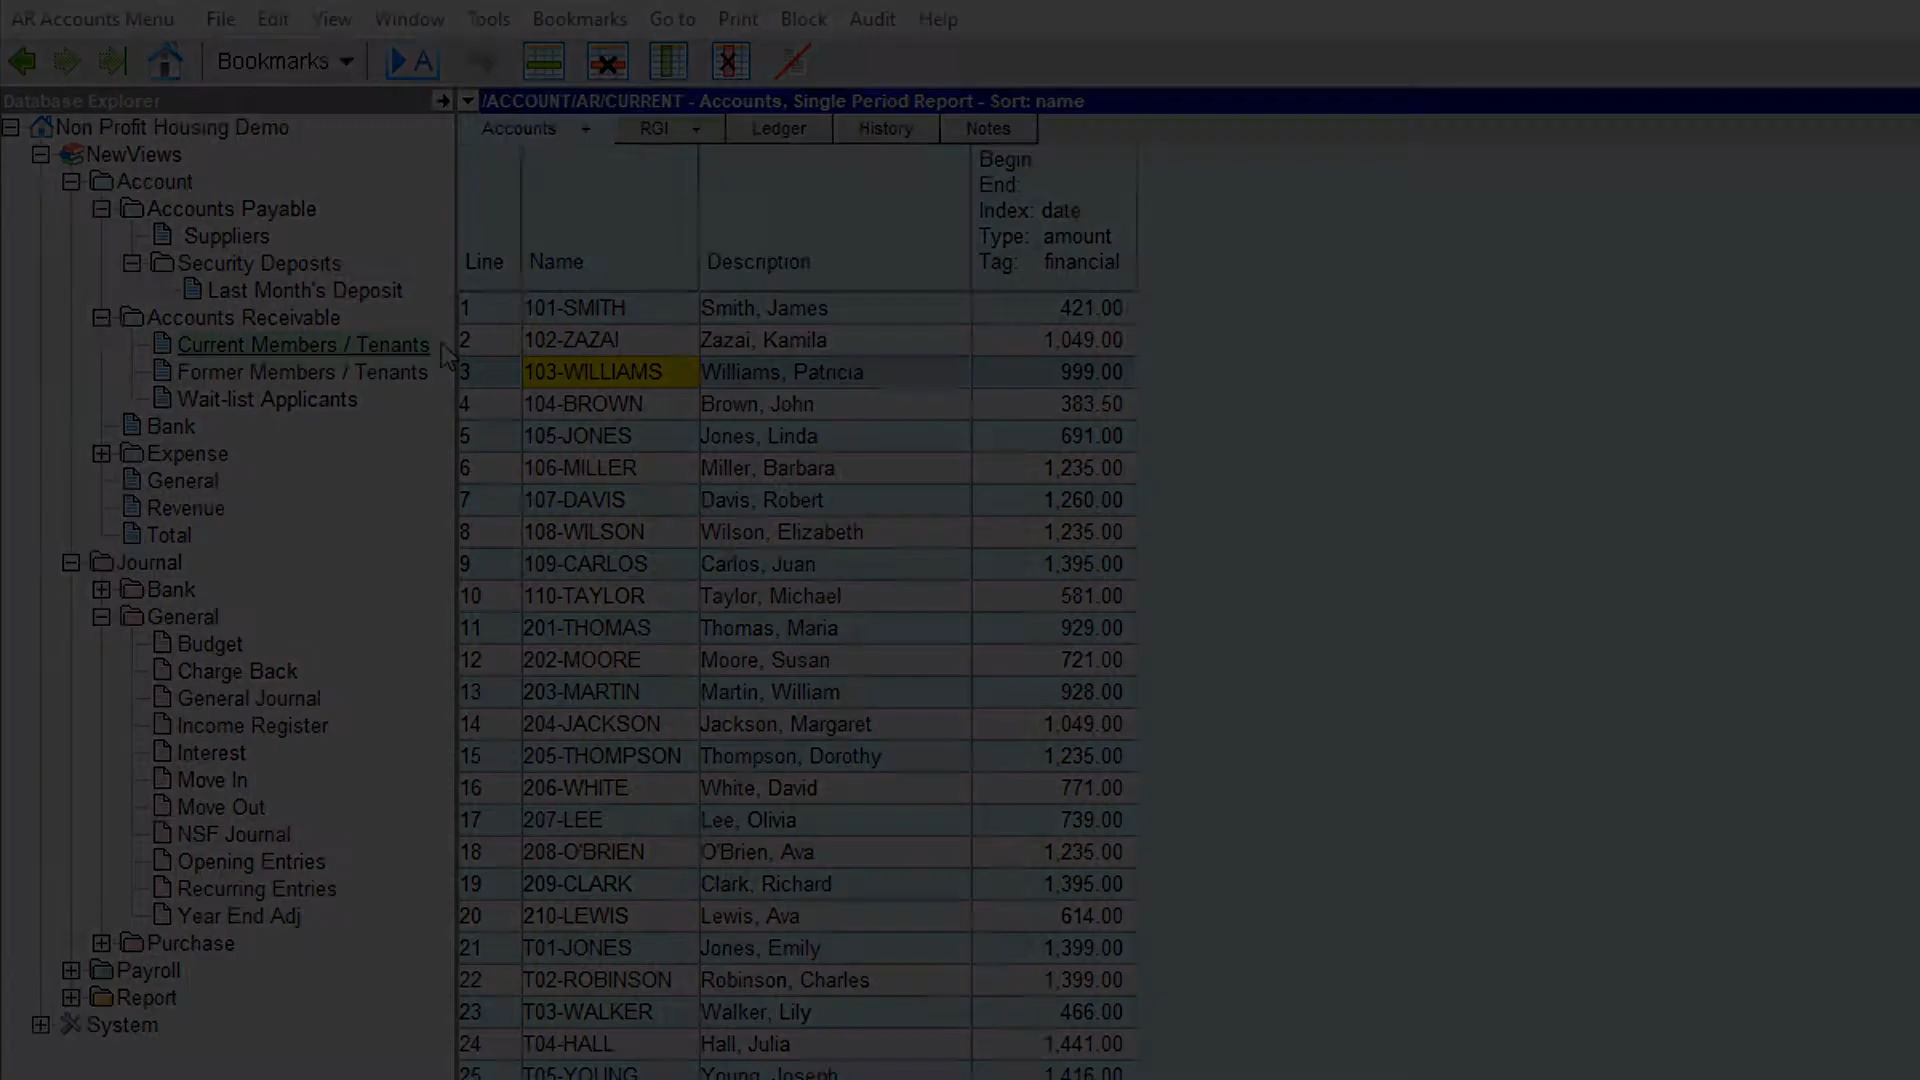 AR Accounts Menu File Edit View Window Tools Bookmarks Go to Print Block Audit Help
Bookmarks A
Database Explorer
/ACCOUNT/AR/CURRENT - Accounts, Single Period Report - Sort: name
Accounts RGI Ledger History Notes
Non Profit Housing Demo
NewViews
Account
Accounts Payable
Suppliers
Security Deposits
Last Month's Deposit
Accounts Receivable
Current Members / Tenants
Former Members / Tenants
Wait-list Applicants
Bank
Expense
General
Revenue
Total
Journal
Bank
General
Budget
Charge Back
General Journal
Income Register
Interest
Move In
Move Out
NSF Journal
Opening Entries
Recurring Entries
Year End Adj
Purchase
Payroll
Report
System
Begin
End:
Index: date
Type: amount
Line Name Description Tag: financial
1 101-SMITH Smith, James 421.00
2 102-ZAZAI Zazai, Kamila 1,049.00
3 103-WILLIAMS Williams, Patricia 999.00
4 104-BROWN Brown, John 383.50
5 105-JONES Jones, Linda 691.00
6 106-MILLER Miller, Barbara 1,235.00
7 107-DAVIS Davis, Robert 1,260.00
8 108-WILSON Wilson, Elizabeth 1,235.00
9 109-CARLOS Carlos, Juan 1,395.00
10 110-TAYLOR Taylor, Michael 581.00
11 201-THOMAS Thomas, Maria 929.00
12 202-MOORE Moore, Susan 721.00
13 203-MARTIN Martin, William 928.00
14 204-JACKSON Jackson, Margaret 1,049.00
15 205-THOMPSON Thompson, Dorothy 1,235.00
16 206-WHITE White, David 771.00
17 207-LEE Lee, Olivia 739.00
18 208-O'BRIEN O'Brien, Ava 1,235.00
19 209-CLARK Clark, Richard 1,395.00
20 210-LEWIS Lewis, Ava 614.00
21 T01-JONES Jones, Emily 1,399.00
22 T02-ROBINSON Robinson, Charles 1,399.00
23 T03-WALKER Walker, Lily 466.00
24 T04-HALL Hall, Julia 1,441.00
25 T05-YOUNG Young, Joseph 1,416.00